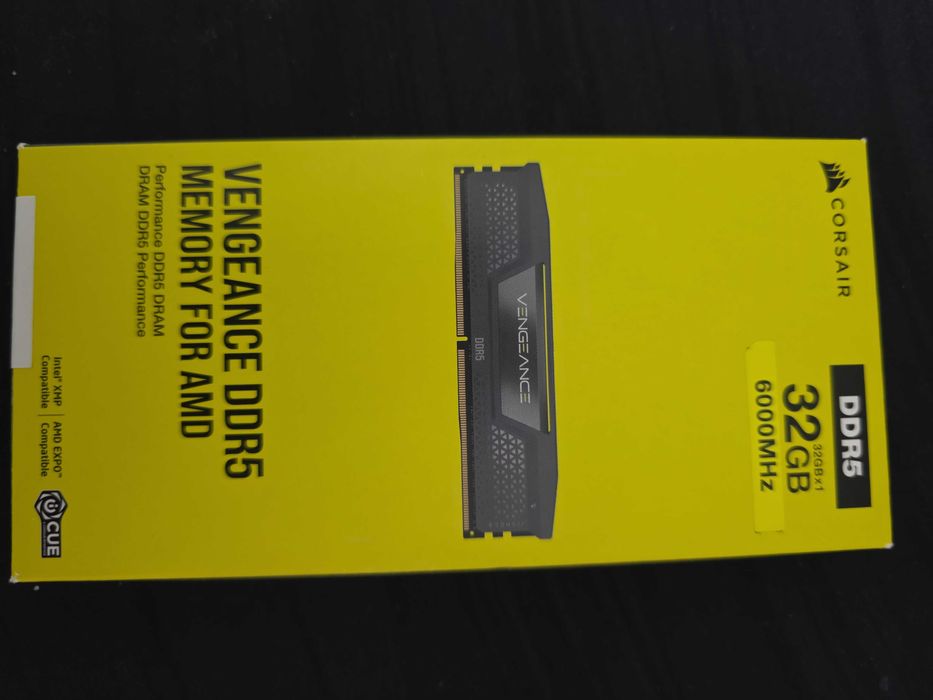 CORSAIR
DDR5
32GBx1
32GB
6000MHz
VENGEANCE
DDR5
VENGEANCE DDR5
MEMORY FOR AMD
Performance DDR5 DRAM
DRAM DDR5 Performance
Intel® XMP
Compatible
AMD EXPO™
Compatible
iCUE